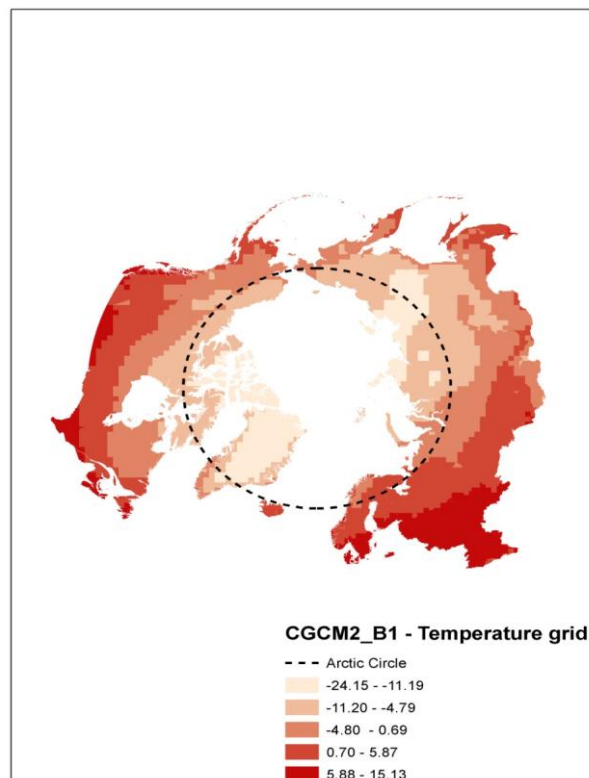 CGCM2_B1 - Temperature grid
Arctic Circle
-24.15 - -11.19
-11.20 - -4.79
-4.80 - 0.69
0.70 - 5.87
5.88 - 15.13